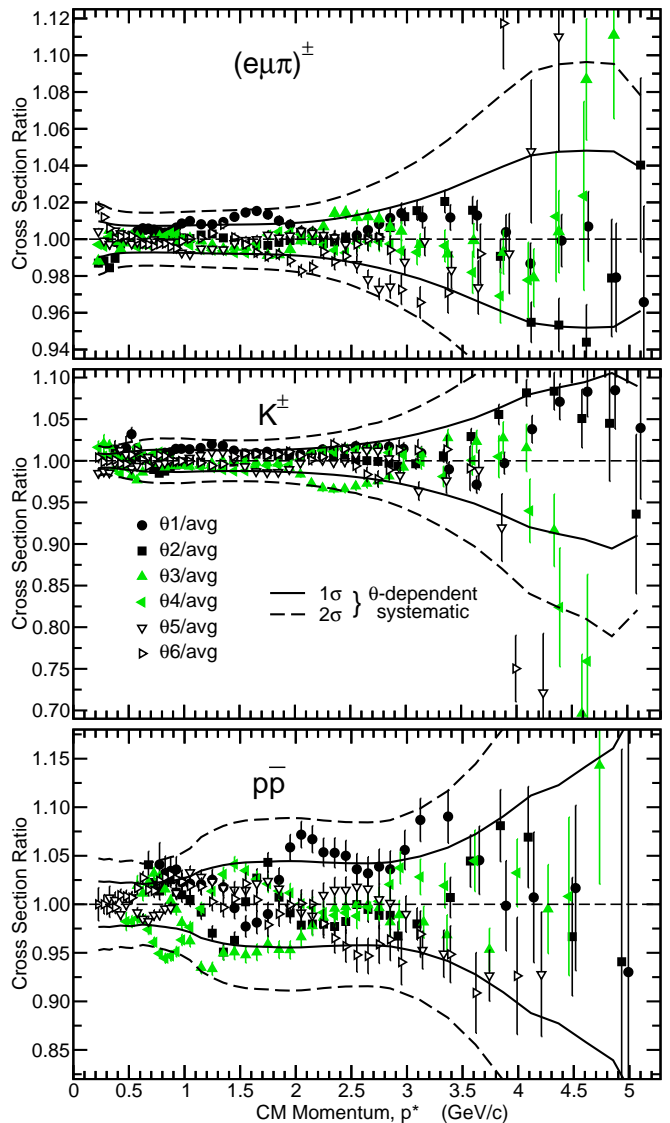 1.12
1.10
1.08
1.06
1.04
1.02
1.00
0.98
0.96
0.94
Cross Section Ratio
(eμπ)±
1.10
1.05
1.00
0.95
0.90
0.85
0.80
0.75
0.70
Cross Section Ratio
K±
θ1/avg
θ2/avg
θ3/avg
θ4/avg
θ5/avg
θ6/avg
1σ
2σ
} θ-dependent
systematic
1.15
1.10
1.05
1.00
0.95
0.90
0.85
Cross Section Ratio
pp̅
0 0.5 1 1.5 2 2.5 3 3.5 4 4.5 5
CM Momentum, p* (GeV/c)